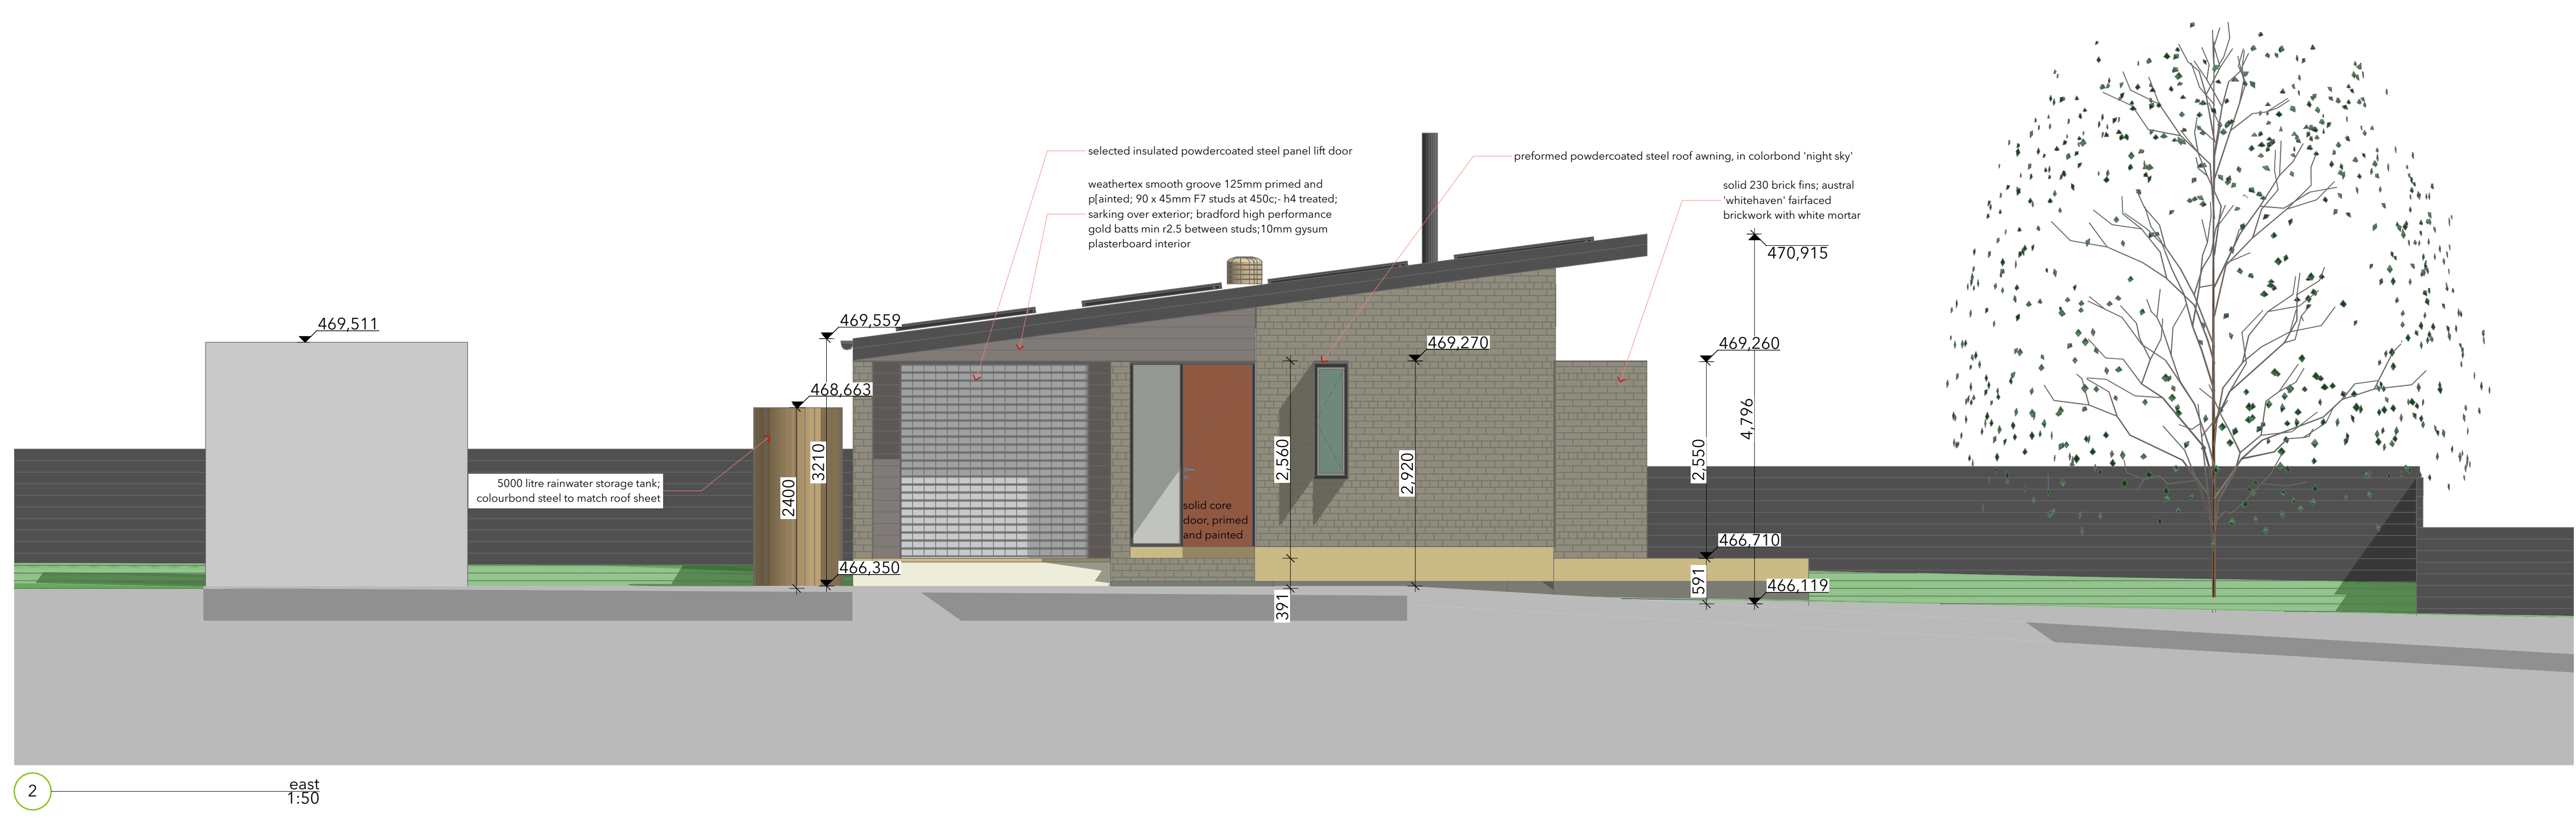 selected insulated powdercoated steel panel lift door
weathertex smooth groove 125mm primed and
p[ainted; 90 x 45mm F7 studs at 450c;- h4 treated;
sarking over exterior; bradford high performance
gold batts min r2.5 between studs;10mm gysum
plasterboard interior
preformed powdercoated steel roof awning, in colorbond 'night sky'
solid 230 brick fins; austral
'whitehaven' fairfaced
brickwork with white mortar
470,915
469,511
469,559
469,270
469,260
468,663
4,796
2,560
2,920
2,550
3210
2400
5000 litre rainwater storage tank;
colourbond steel to match roof sheet
solid core
door, primed
and painted
466,710
466,350
591
466,119
391
2
east
1:50